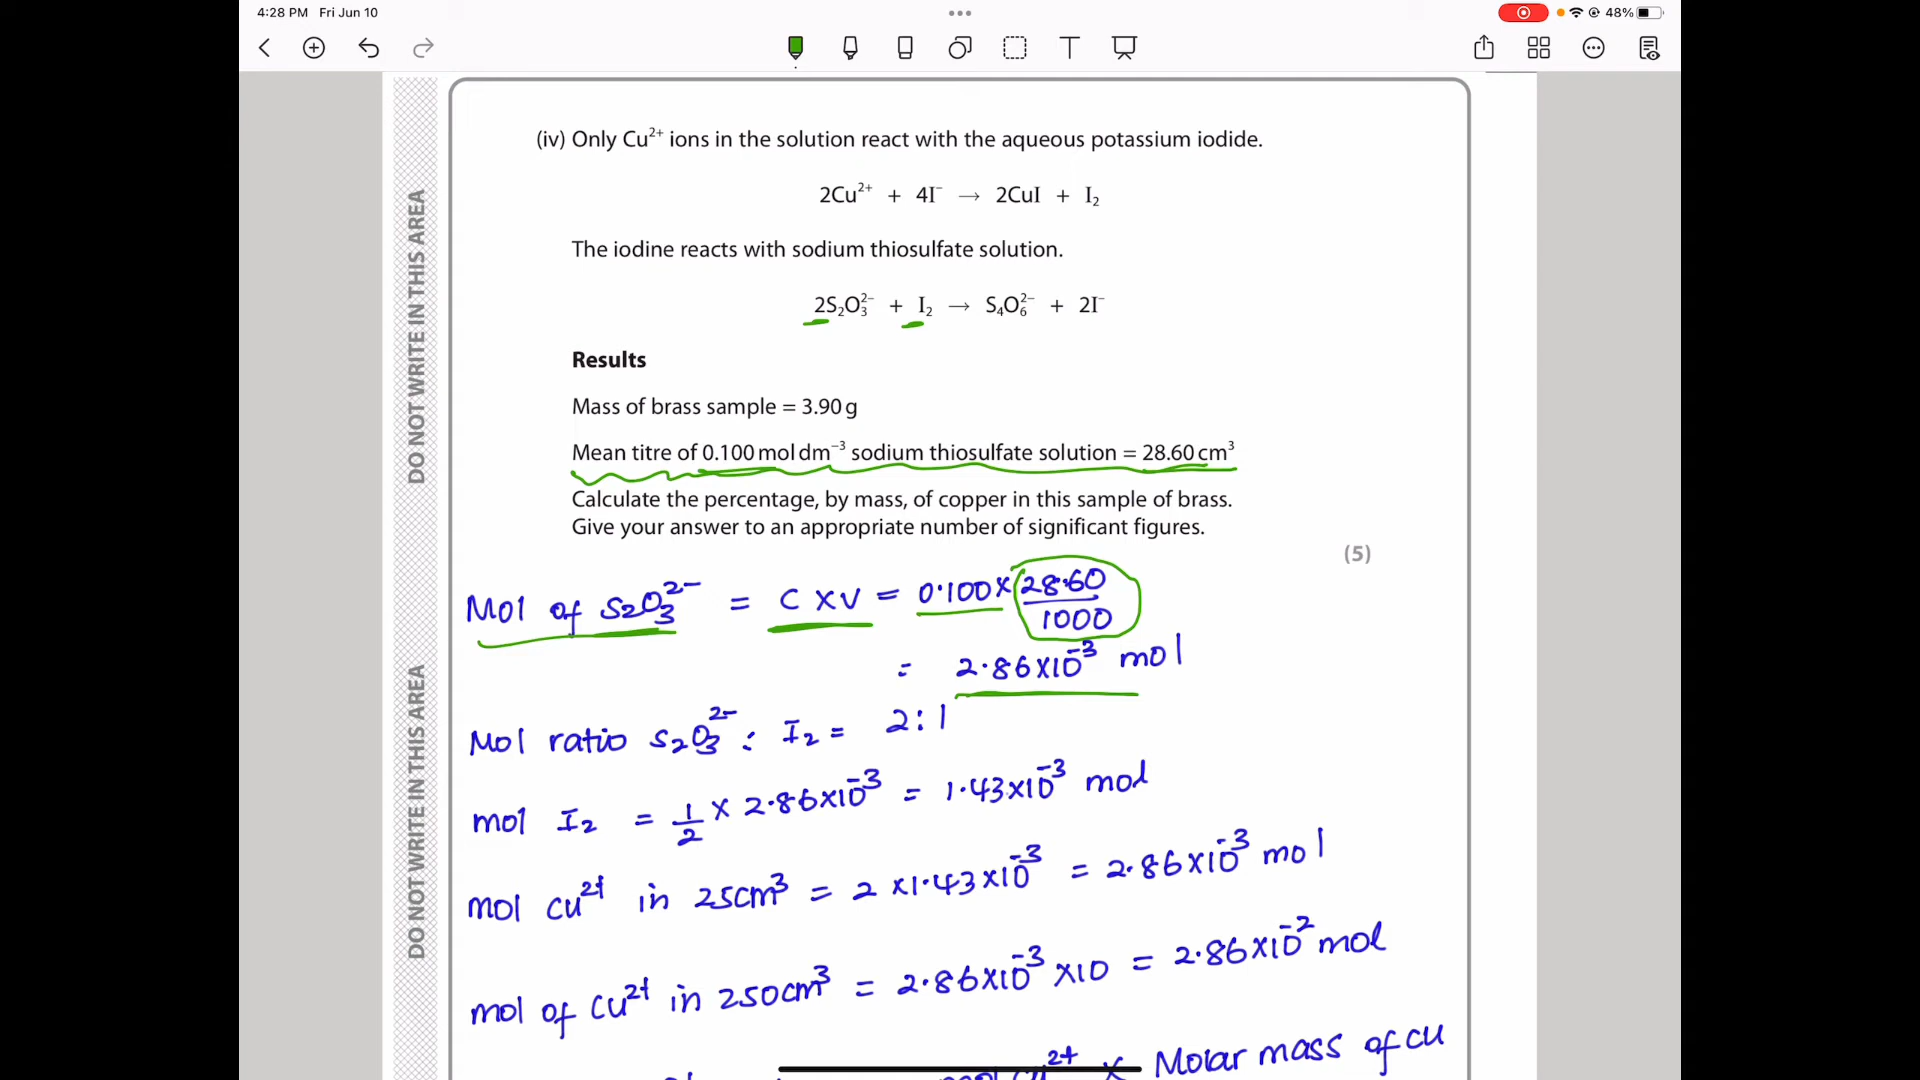 4:28 PM Fri Jun 10
48%
DO NOT WRITE IN THIS AREA
DO NOT WRITE IN THIS AREA
(iv) Only Cu²⁺ ions in the solution react with the aqueous potassium iodide.
2Cu²⁺ + 4I⁻ → 2CuI + I₂
The iodine reacts with sodium thiosulfate solution.
2S₂O₃²⁻ + I₂ → S₄O₆²⁻ + 2I⁻
Results
Mass of brass sample = 3.90 g
Mean titre of 0.100 mol dm⁻³ sodium thiosulfate solution = 28.60 cm³
Calculate the percentage, by mass, of copper in this sample of brass.
Give your answer to an appropriate number of significant figures.
(5)
Mol of S₂O₃²⁻ = C X V = 0.100 x 28.60/1000
= 2.86x10⁻³ mol
Mol ratio S₂O₃²⁻ : I₂ = 2:1
mol I₂ = 1/2 x 2.86x10⁻³ = 1.43x10⁻³ mol
mol Cu²⁺ in 25cm³ = 2 x1.43x10⁻³ = 2.86x10⁻³ mol
mol of Cu²⁺ in 250cm³ = 2.86x10⁻³ x10 = 2.86x10⁻² mol
mol Cu²⁺ x Molar mass of Cu